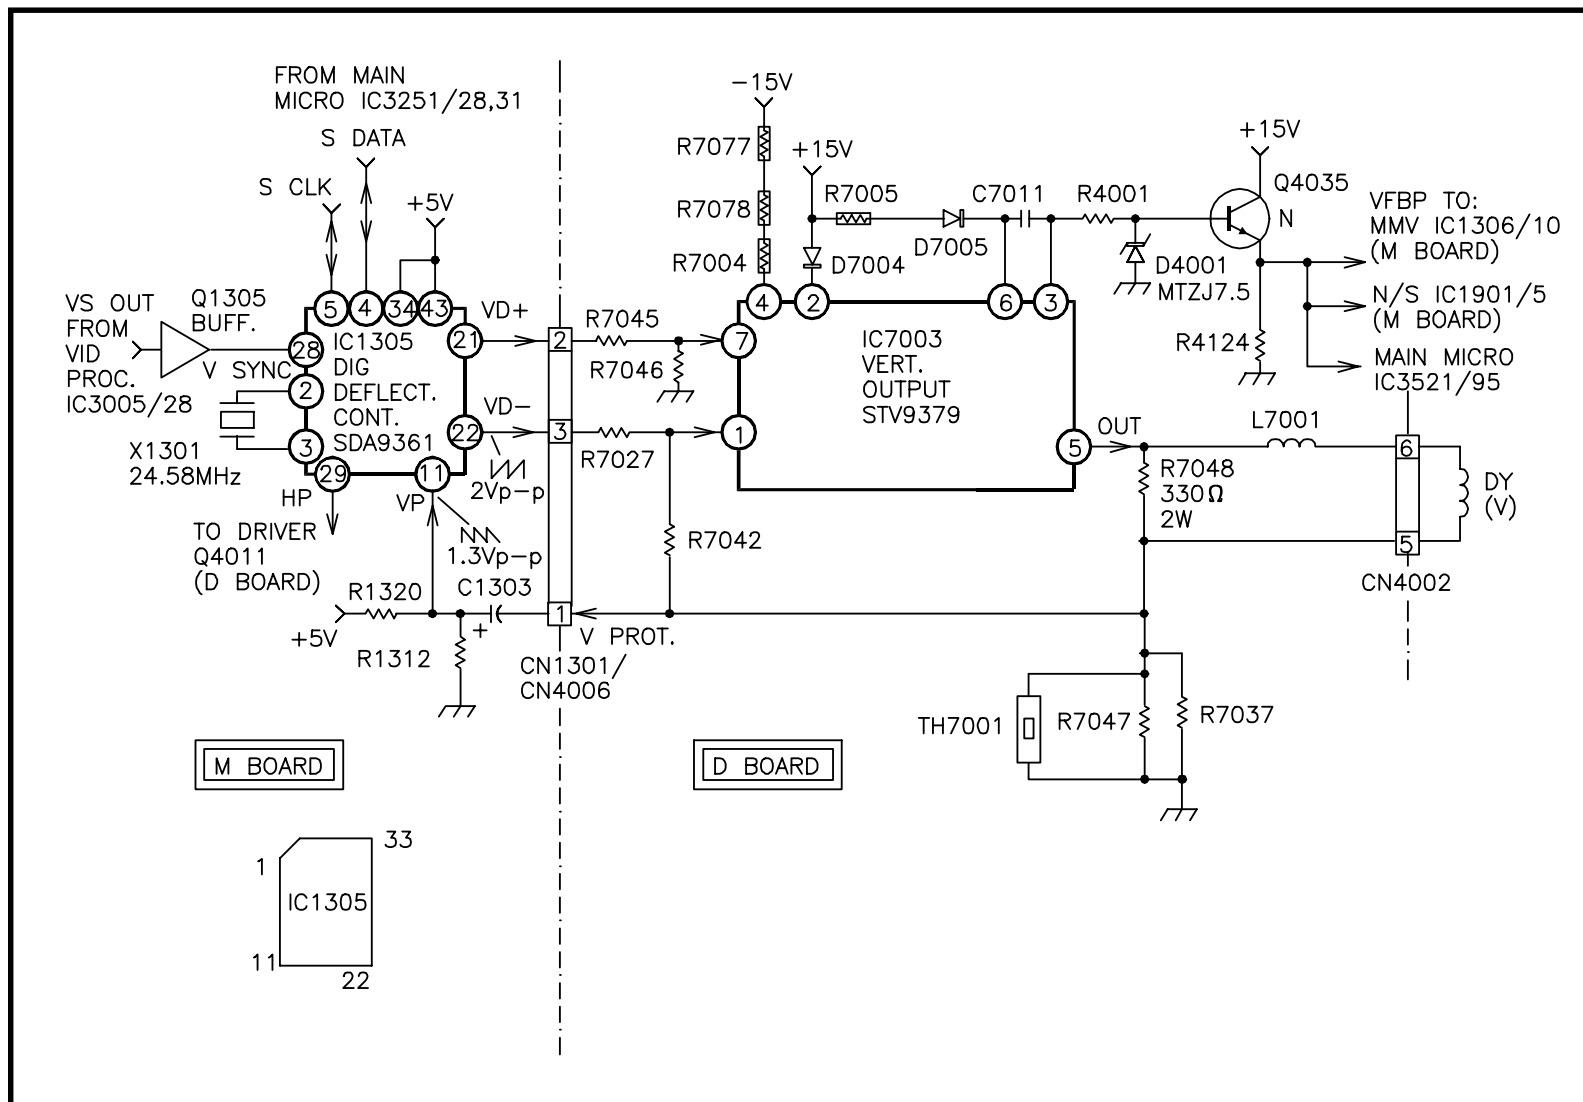 FROM MAIN
MICRO IC3251/28,31
S DATA
S CLK
+5V
VS OUT
FROM
VID
PROC.
IC3005/28
Q1305
BUFF.
V SYNC
5
4
34
43
28
2
3
29
11
21
22
IC1305
DIG
DEFLECT.
CONT.
SDA9361
X1301
24.58MHz
HP
VP
TO DRIVER
Q4011
(D BOARD)
VD+
VD-
2Vp-p
1.3Vp-p
R1320
+5V
R1312
C1303
+
2
3
1
V PROT.
CN1301/
CN4006
R7045
R7046
R7027
R7042
-15V
R7077
R7078
R7004
+15V
R7005
D7004
D7005
C7011
R4001
D4001
MTZJ7.5
+15V
Q4035
N
R4124
VFBP TO:
MMV IC1306/10
(M BOARD)
N/S IC1901/5
(M BOARD)
MAIN MICRO
IC3521/95
4
2
6
3
7
1
5
IC7003
VERT.
OUTPUT
STV9379
OUT
L7001
R7048
330Ω
2W
6
5
DY
(V)
CN4002
TH7001
R7047
R7037
M BOARD
D BOARD
33
1
IC1305
11
22